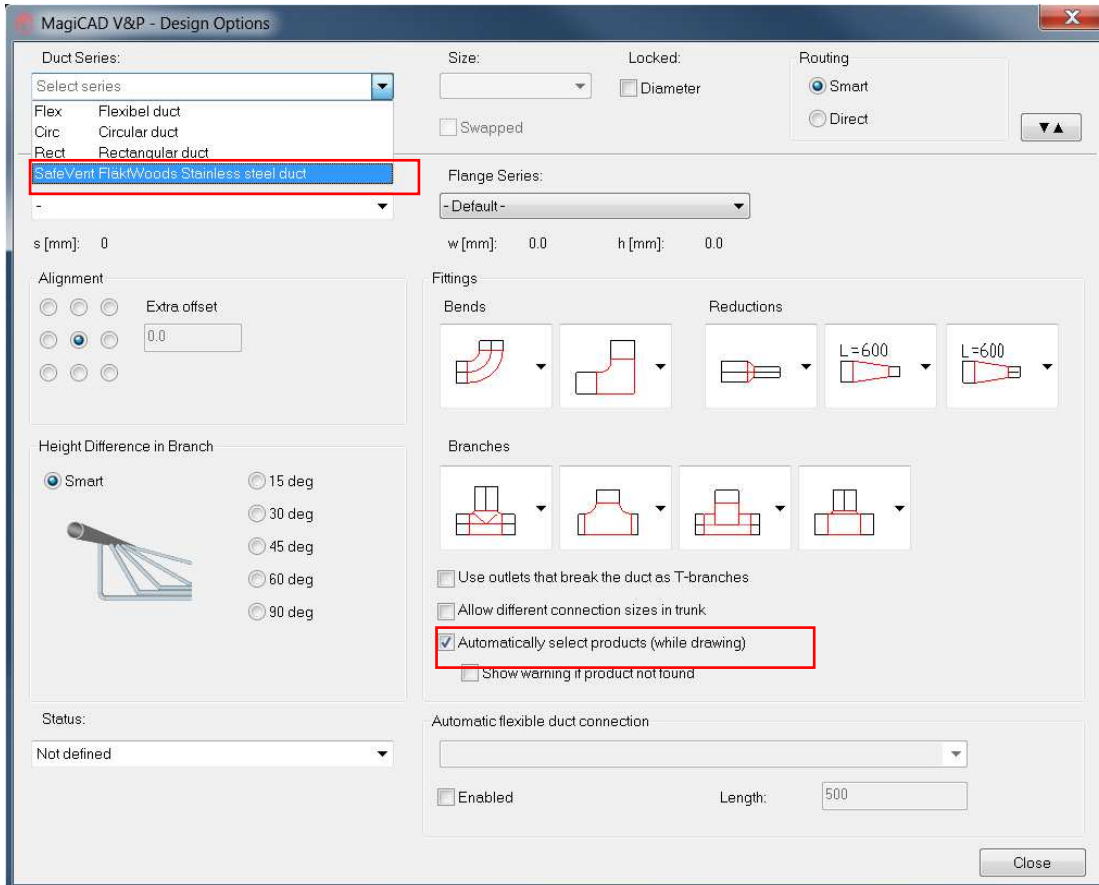 MagiCAD V&P - Design Options
X
Duct Series:
Size:
Locked:
Routing
Select series
Diameter
Smart
Flex Flexibel duct
Circ Circular duct
Direct
Swapped
Rect Rectangular duct
SafeVent FläktWoods Stainless steel duct
Flange Series:
-
- Default -
s [mm]: 0
w [mm]: 0.0 h [mm]: 0.0
Alignment
Fittings
Extra offset
Bends
Reductions
0.0
L=600
L=600
Height Difference in Branch
Branches
Smart
15 deg
30 deg
45 deg
60 deg
90 deg
Use outlets that break the duct as T-branches
Allow different connection sizes in trunk
Automatically select products (while drawing)
Show warning if product not found
Status:
Automatic flexible duct connection
Not defined
Enabled
Length:
500
Close